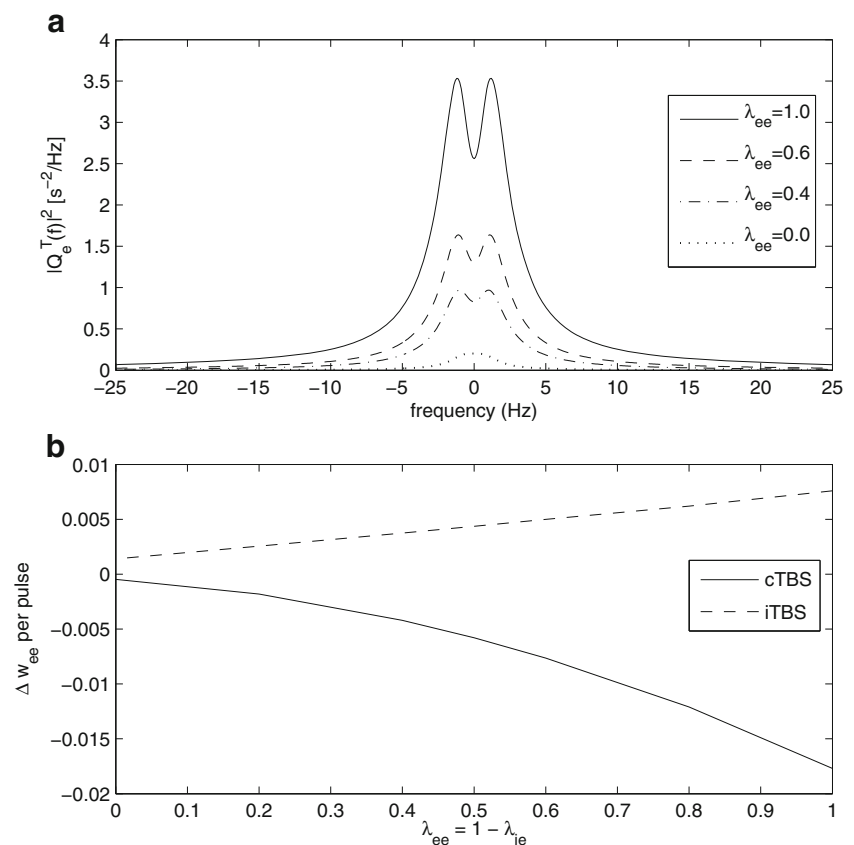 a
|Q_e^T(f)|^2 [s^−2/Hz]
4
3.5
3
2.5
2
1.5
1
0.5
0
λ_ee=1.0
λ_ee=0.6
λ_ee=0.4
λ_ee=0.0
−25 −20 −15 −10 −5 0 5 10 15 20 25
frequency (Hz)
b
Δ w_ee per pulse
0.01
0.005
0
−0.005
−0.01
−0.015
−0.02
cTBS
iTBS
0 0.1 0.2 0.3 0.4 0.5 0.6 0.7 0.8 0.9 1
λ_ee = 1 − λ_ie